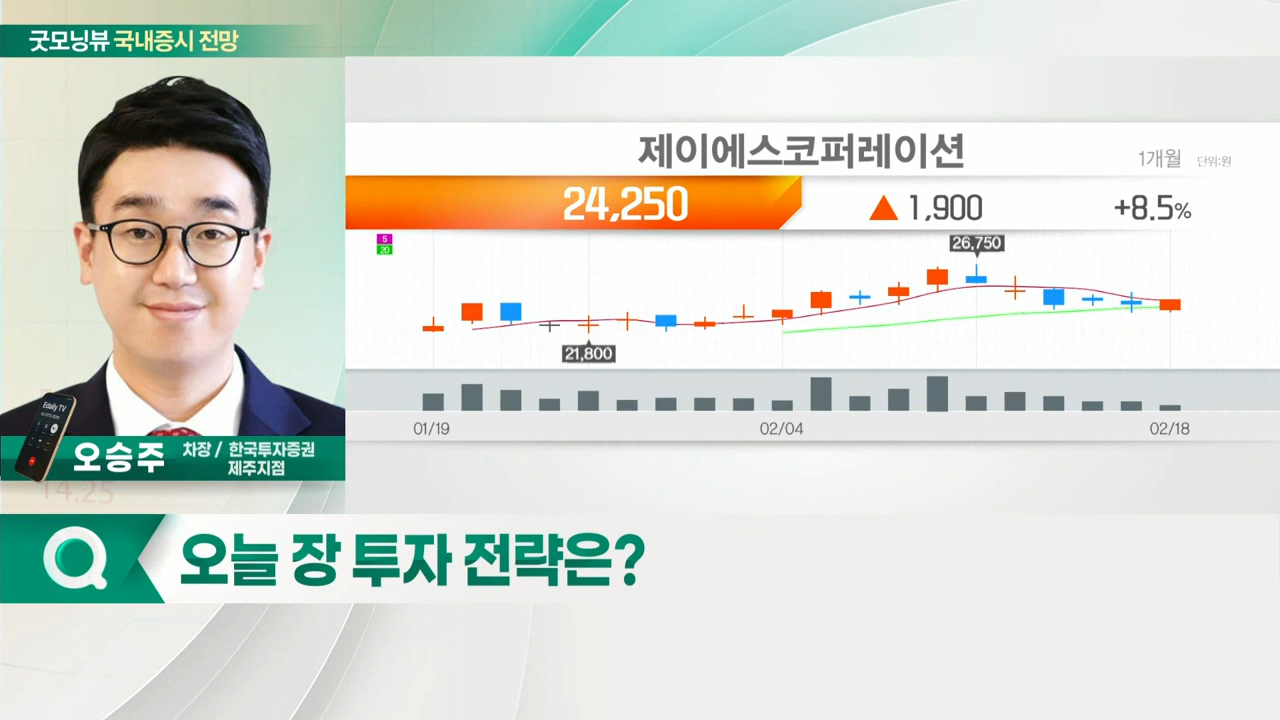 굿모닝뷰 국내증시 전망
제이에스코퍼레이션
1개월 단위:원
24,250 ▲ 1,900 +8.5%
5
20
26,750
21,800
01/19 02/04 02/18
Edaily TV
오승주 차장 / 한국투자증권
제주지점
14.25
오늘 장 투자 전략은?